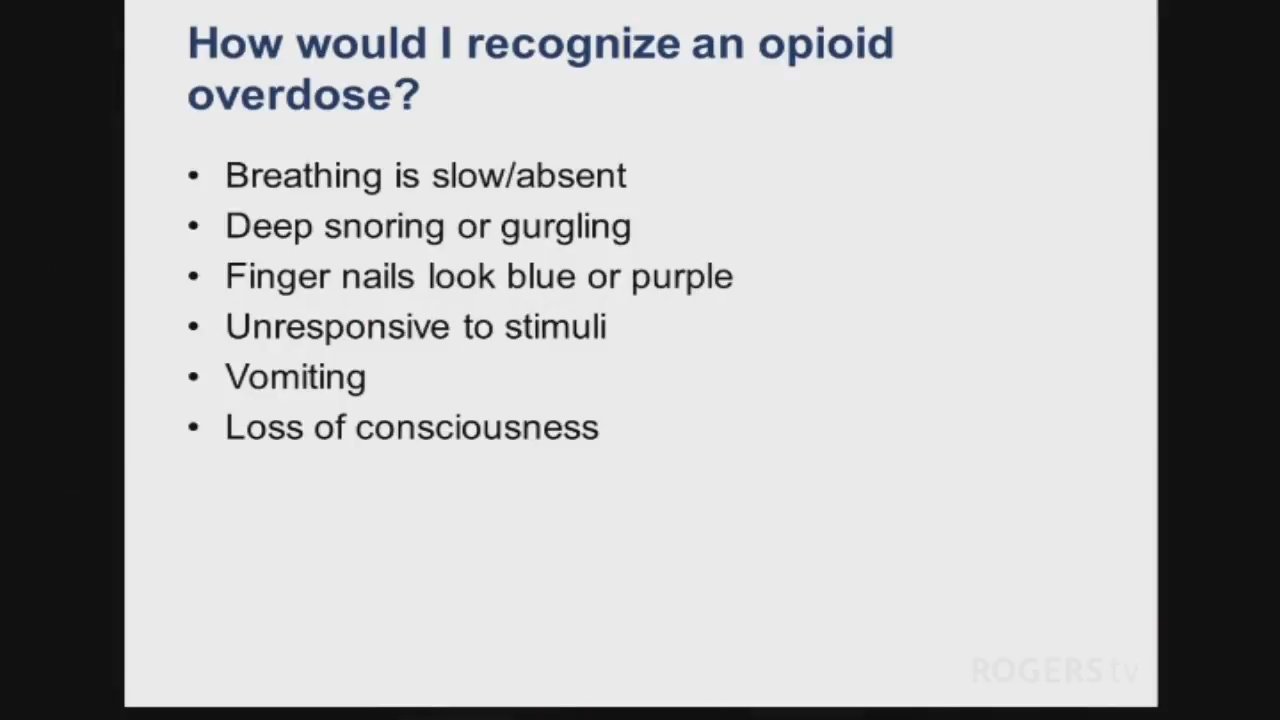 How would I recognize an opioid
overdose?
• Breathing is slow/absent
• Deep snoring or gurgling
• Finger nails look blue or purple
• Unresponsive to stimuli
• Vomiting
• Loss of consciousness
ROGERS tv